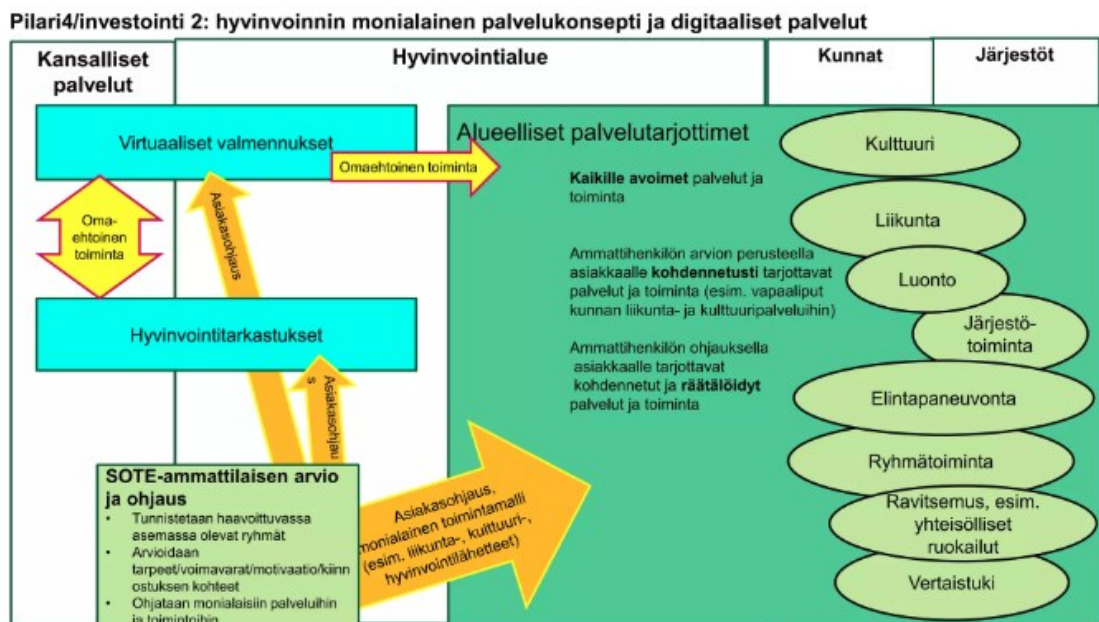 Pilari4/investointi 2: hyvinvoinnin monialainen palvelukonsepti ja digitaaliset palvelut
Kansalliset
palvelut
Hyvinvointialue
Kunnat
Järjestöt
Virtuaaliset valmennukset
Omaehtoinen toiminta
Oma-
ehtoinen
toiminta
Asiakasohjaus
Hyvinvointitarkastukset
Asiakasohjau
s
Alueelliset palvelutarjottimet
Kaikille avoimet palvelut ja
toiminta
Ammattihenkilön arvion perusteella
asiakkaalle kohdennetusti tarjottavat
palvelut ja toiminta (esim. vapaaliput
kunnan liikunta- ja kulttuuripalveluihin)
Ammattihenkilön ohjauksella
asiakkaalle tarjottavat
kohdennetut ja räätälöidyt
palvelut ja toiminta
Kulttuuri
Liikunta
Luonto
Järjestö-
toiminta
Elintapaneuvonta
Ryhmätoiminta
Ravitsemus, esim.
yhteisölliset
ruokailut
Vertaistuki
SOTE-ammattilaisen arvio
ja ohjaus
• Tunnistetaan haavoittuvassa
asemassa olevat ryhmät
• Arvioidaan
tarpeet/voimavarat/motivaatio/kiinn
ostuksen kohteet
• Ohjataan monialaisiin palveluihin
ja toimintoihin
Asiakasohjaus,
monialainen toimintamalli
(esim. liikunta-, kulttuuri-,
hyvinvointilähetteet)